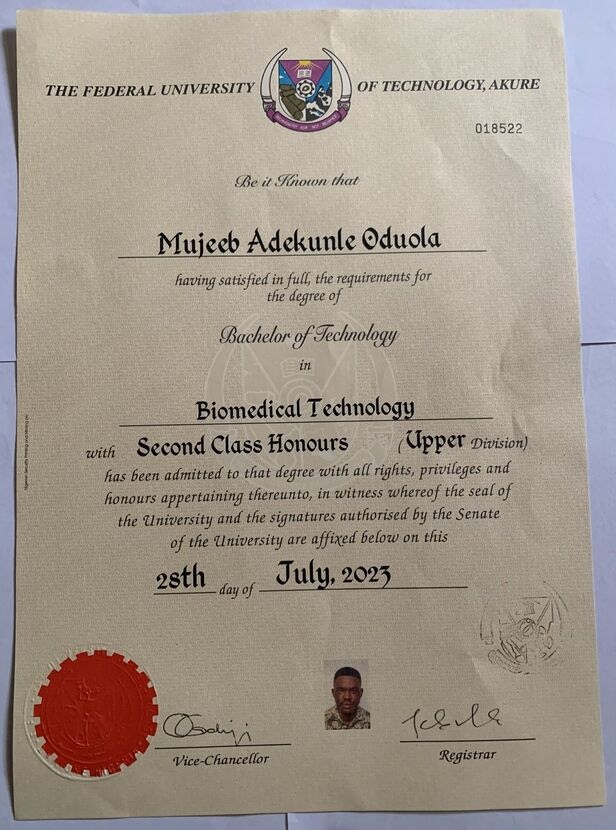 THE FEDERAL UNIVERSITY OF TECHNOLOGY, AKURE
018522
Be it Known that
Mujeeb Adekunle Oduola
having satisfied in full, the requirements for
the degree of
Bachelor of Technology
in
Biomedical Technology
with Second Class Honours (Upper Division)
has been admitted to that degree with all rights, privileges and
honours appertaining thereunto, in witness whereof the seal of
the University and the signatures authorised by the Senate
of the University are affixed below on this
28th day of July, 2023
Vice-Chancellor
Registrar